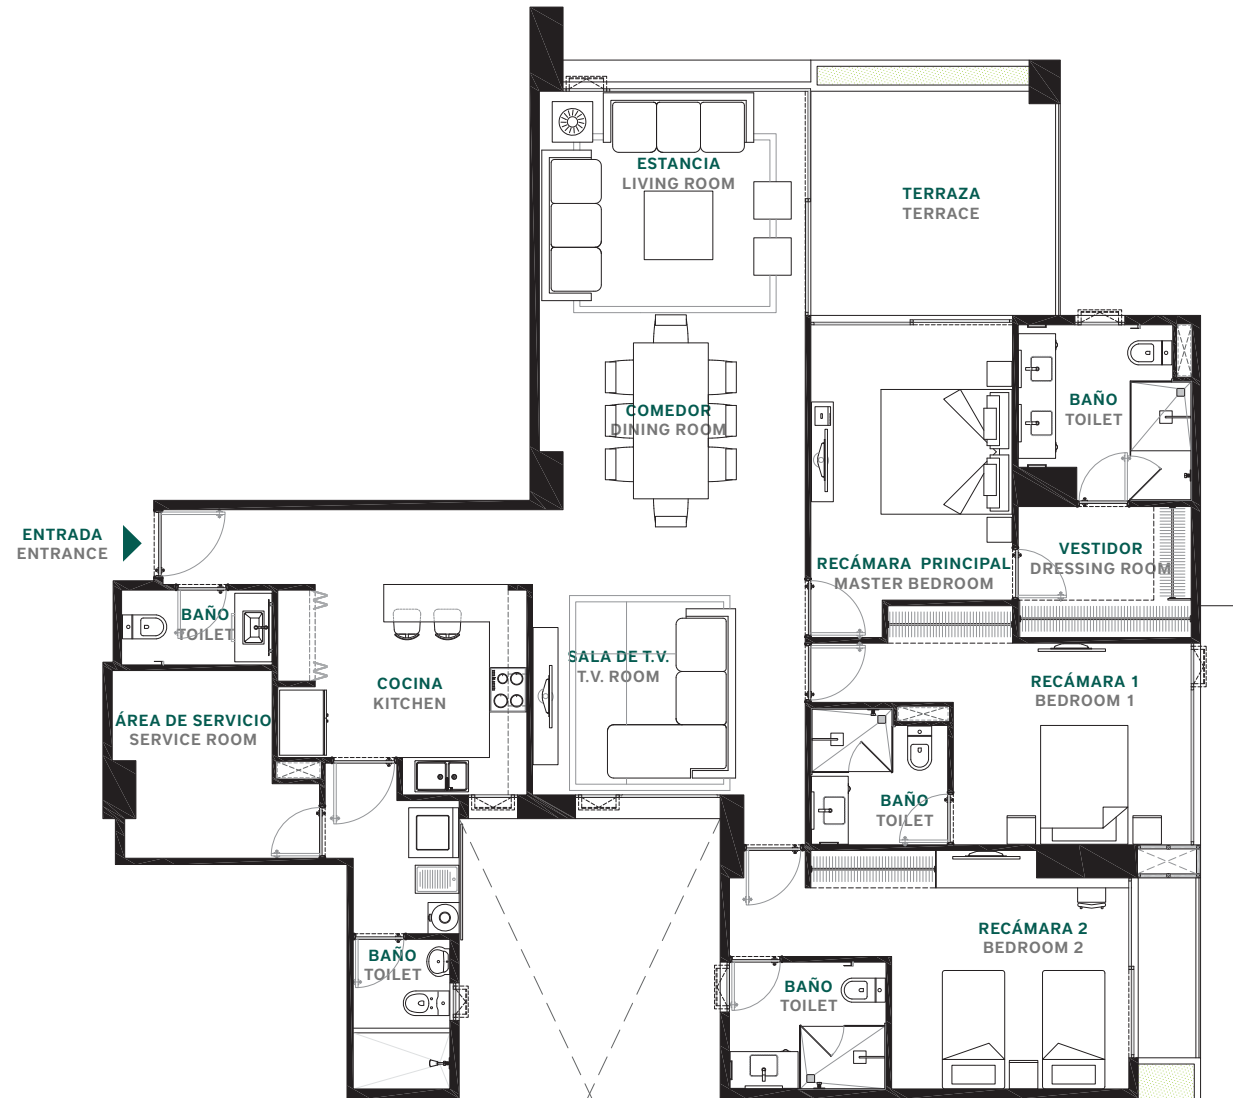 ESTANCIA
LIVING ROOM
TERRAZA
TERRACE
COMEDOR
DINING ROOM
BAÑO
TOILET
ENTRADA
ENTRANCE
RECÁMARA PRINCIPAL
MASTER BEDROOM
VESTIDOR
DRESSING ROOM
BAÑO
TOILET
SALA DE T.V.
T.V. ROOM
COCINA
KITCHEN
RECÁMARA 1
BEDROOM 1
ÁREA DE SERVICIO
SERVICE ROOM
BAÑO
TOILET
RECÁMARA 2
BEDROOM 2
BAÑO
TOILET
BAÑO
TOILET